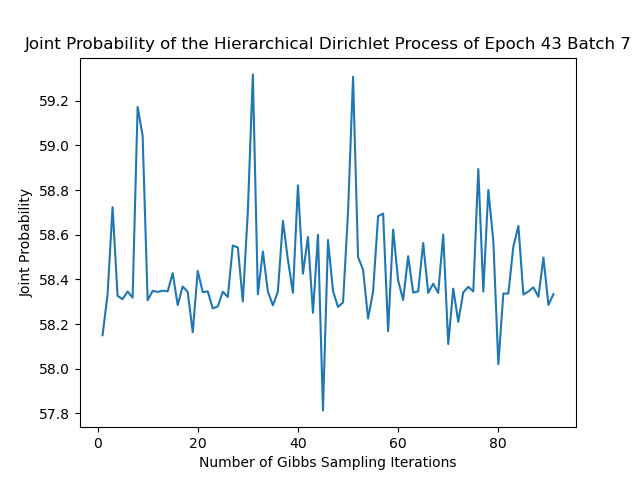 Joint Probability of the Hierarchical Dirichlet Process of Epoch 43 Batch 7
59.2
59.0
58.8
58.6
58.4
58.2
58.0
57.8
Joint Probability
0 20 40 60 80
Number of Gibbs Sampling Iterations